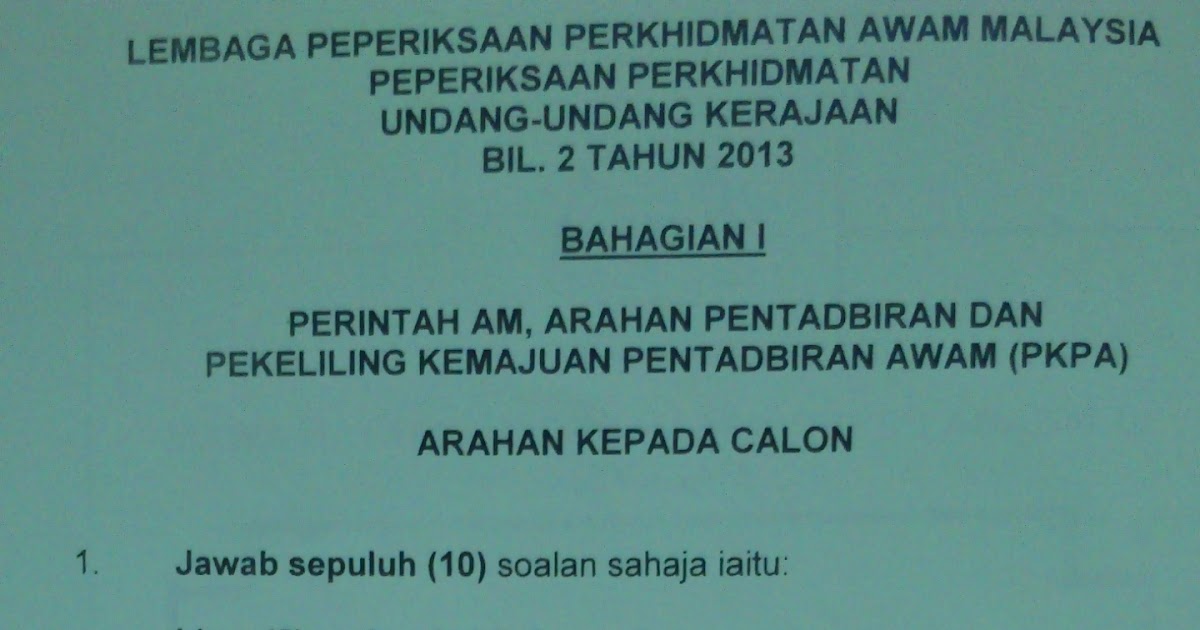 LEMBAGA PEPERIKSAAN PERKHIDMATAN AWAM MALAYSIA
PEPERIKSAAN PERKHIDMATAN
UNDANG-UNDANG KERAJAAN
BIL. 2 TAHUN 2013
BAHAGIAN I
PERINTAH AM, ARAHAN PENTADBIRAN DAN
PEKELILING KEMAJUAN PENTADBIRAN AWAM (PKPA)
ARAHAN KEPADA CALON
1. Jawab sepuluh (10) soalan sahaja iaitu: